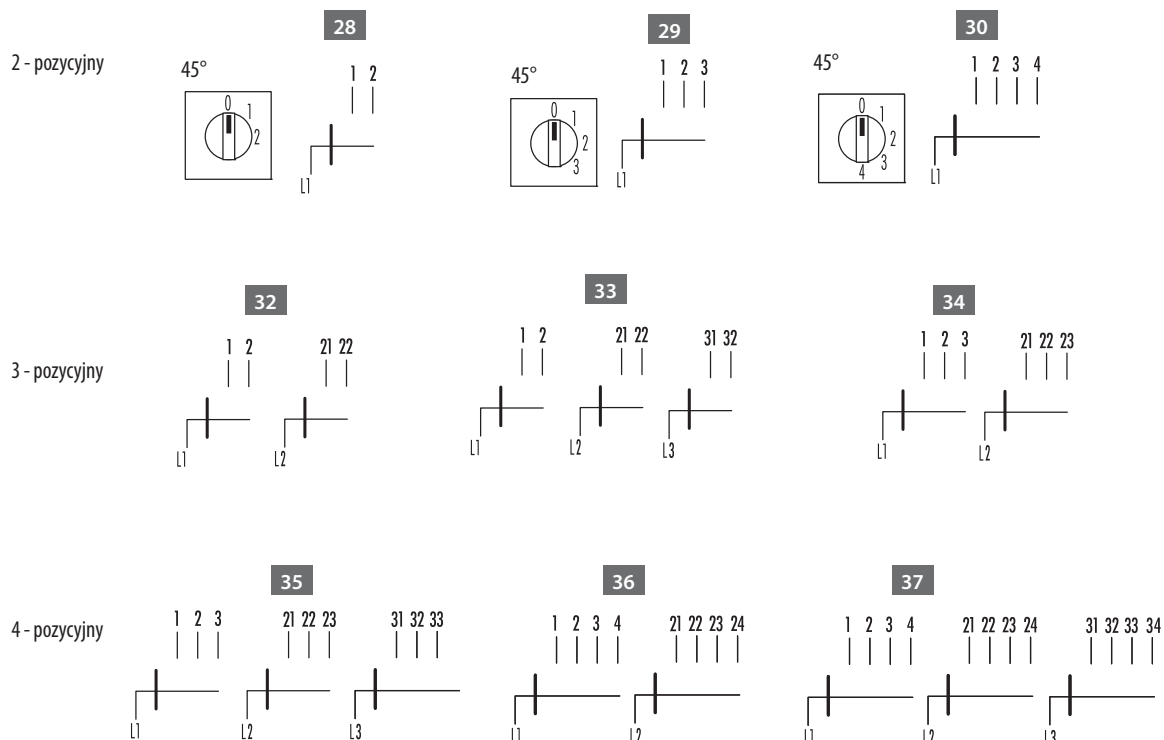 28 29 30
2 - pozycyjny
45° 0 1 2 1 2 L1
45° 0 1 2 3 1 2 3 L1
45° 0 1 2 3 4 1 2 3 4 L1
32 33 34
3 - pozycyjny
1 2 L1 21 22 L2
1 2 L1 21 22 L2 31 32 L3
1 2 3 L1 21 22 23 L2
35 36 37
4 - pozycyjny
1 2 3 L1 21 22 23 L2 31 32 33 L3
1 2 3 4 L1 21 22 23 24 L2
1 2 3 4 L1 21 22 23 24 L2 31 32 33 34 L3